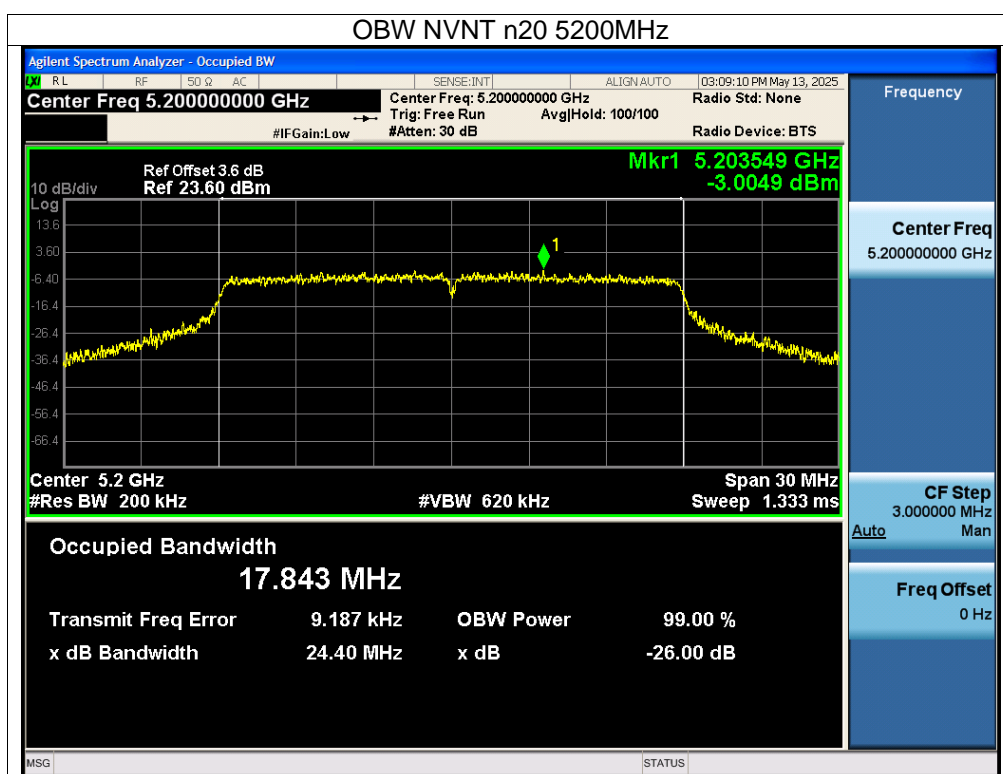 OBW NVNT n20 5200MHz
Agilent Spectrum Analyzer - Occupied BW
LXI RL RF 50 Ω AC SENSE:INT ALIGN AUTO 03:09:10 PM May 13, 2025
Center Freq 5.200000000 GHz
Center Freq: 5.200000000 GHz
Radio Std: None
Trig: Free Run Avg|Hold: 100/100
#IFGain:Low #Atten: 30 dB Radio Device: BTS
Frequency
Mkr1 5.203549 GHz
-3.0049 dBm
Ref Offset 3.6 dB
10 dB/div Ref 23.60 dBm
Log
13.6
3.60
-6.40
-16.4
-26.4
-36.4
-46.4
-56.4
-66.4
1
Center 5.2 GHz Span 30 MHz
#Res BW 200 kHz #VBW 620 kHz Sweep 1.333 ms
Center Freq
5.200000000 GHz
CF Step
3.000000 MHz
Auto Man
Freq Offset
0 Hz
Occupied Bandwidth
17.843 MHz
Transmit Freq Error 9.187 kHz OBW Power 99.00 %
x dB Bandwidth 24.40 MHz x dB -26.00 dB
MSG STATUS